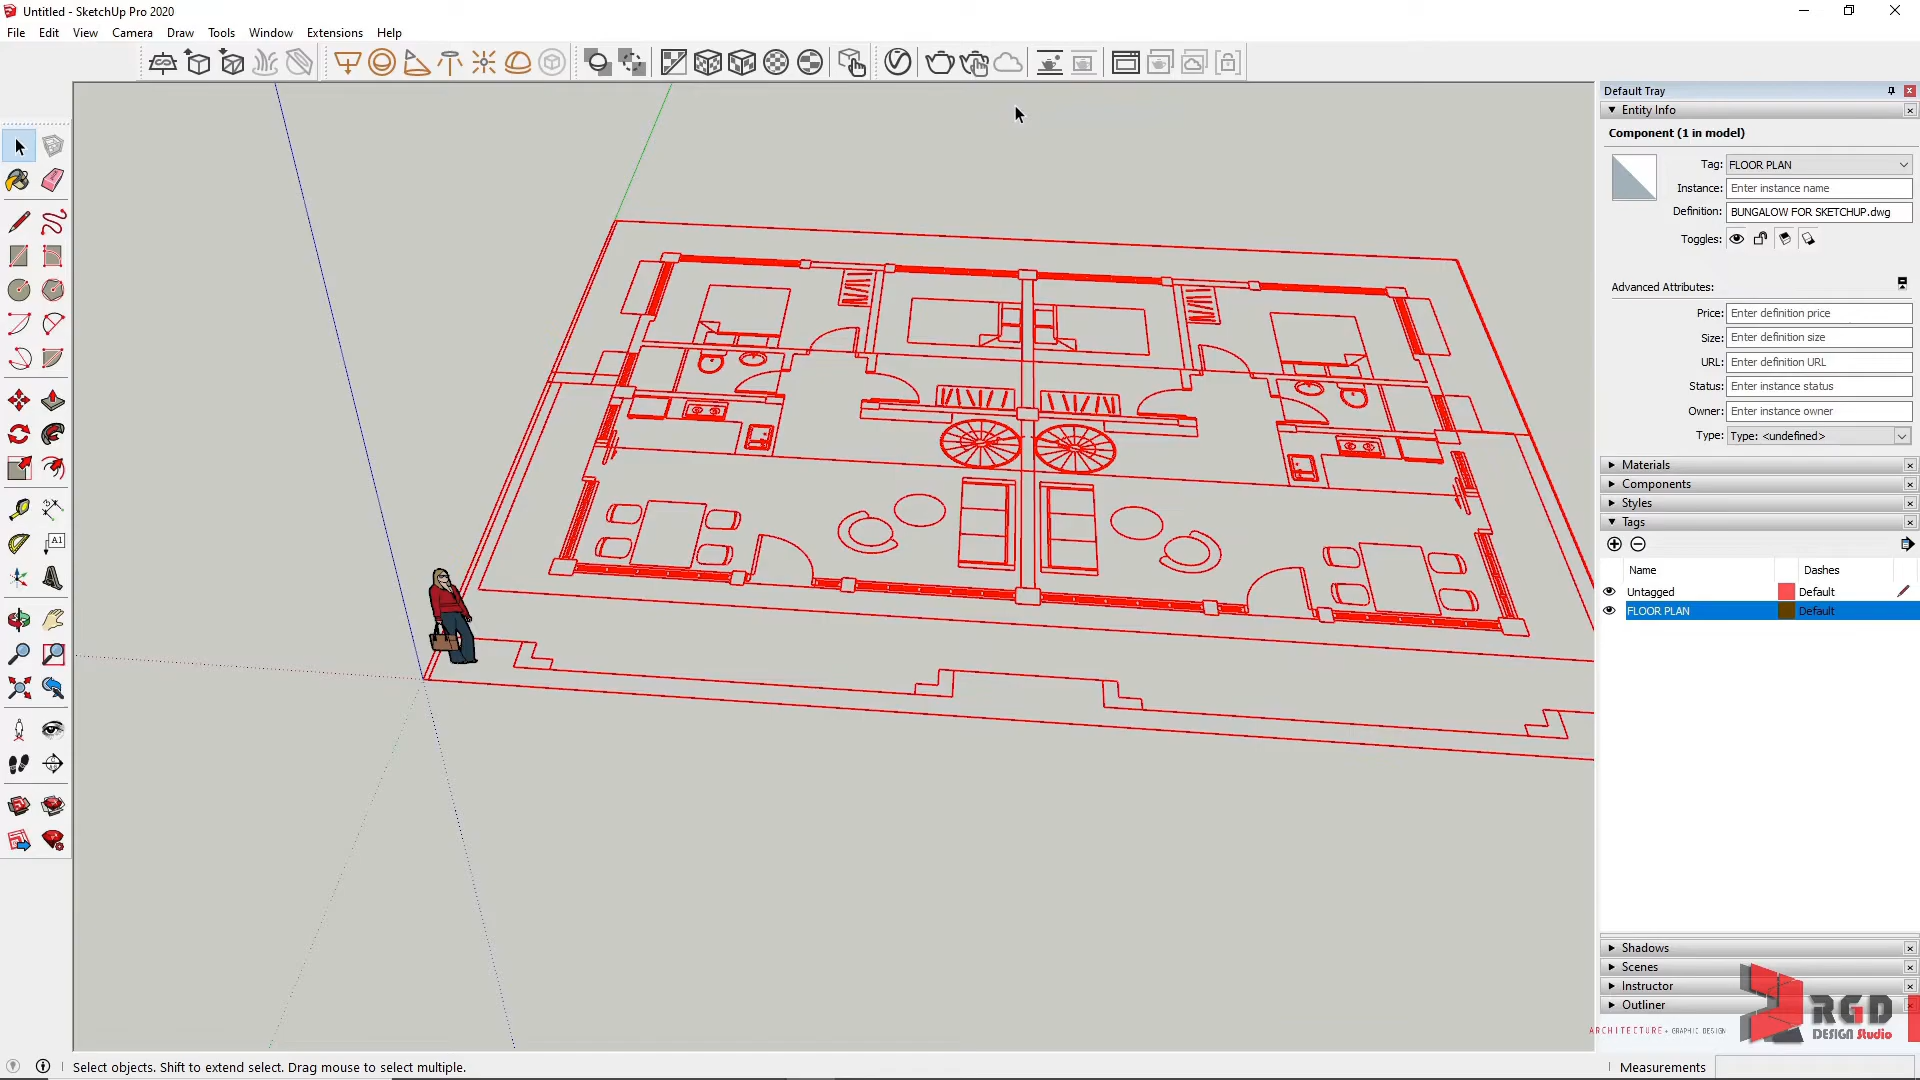 Untitled - SketchUp Pro 2020
File Edit View Camera Draw Tools Window Extensions Help
Default Tray
Entity Info
Component (1 in model)
Tag: FLOOR PLAN
Instance: Enter instance name
Definition: BUNGALOW FOR SKETCHUP.dwg
Toggles:
Advanced Attributes:
Price: Enter definition price
Size: Enter definition size
URL: Enter definition URL
Status: Enter instance status
Owner: Enter instance owner
Type: Type: <undefined>
Materials
Components
Styles
Tags
Name Dashes
Untagged Default
FLOOR PLAN Default
A1
Shadows
Scenes
Instructor
Outliner
RGD
DESIGN Studio
ARCHITECTURE + GRAPHIC DESIGN
Select objects. Shift to extend select. Drag mouse to select multiple.
Measurements